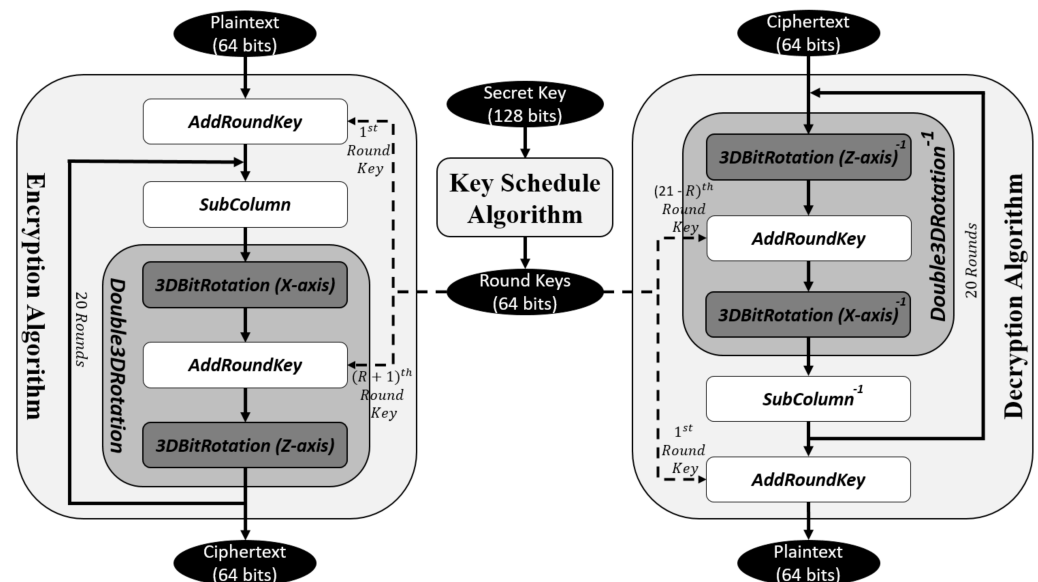 Plaintext
(64 bits)
AddRoundKey
1st
Round
Key
SubColumn
3DBitRotation (X-axis)
AddRoundKey
(R + 1)th
Round
Key
3DBitRotation (Z-axis)
Double3DRotation
20 Rounds
Encryption Algorithm
Ciphertext
(64 bits)
Secret Key
(128 bits)
Key Schedule
Algorithm
Round Keys
(64 bits)
Ciphertext
(64 bits)
3DBitRotation (Z-axis)-1
(21 - R)th
Round
Key
AddRoundKey
3DBitRotation (X-axis)-1
Double3DRotation-1
SubColumn-1
1st
Round
Key
AddRoundKey
20 Rounds
Decryption Algorithm
Plaintext
(64 bits)